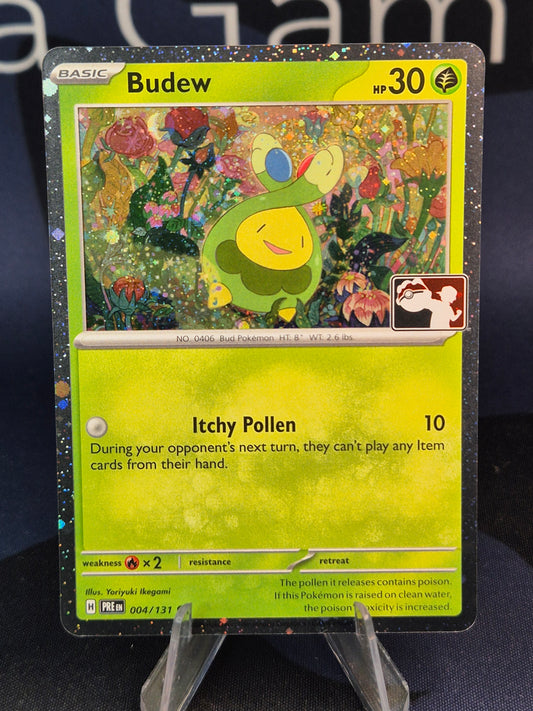 a Gam
BASIC
Budew
HP 30
NO. 0406 Bud Pokémon HT: 8" WT: 2.6 lbs.
Itchy Pollen 10
During your opponent's next turn, they can't play any Item
cards from their hand.
weakness ×2 resistance retreat
Illus. Yoriyuki Ikegami
The pollen it releases contains poison.
If this Pokémon is raised on clean water,
the poison toxicity is increased.
H PRE EN 004/131